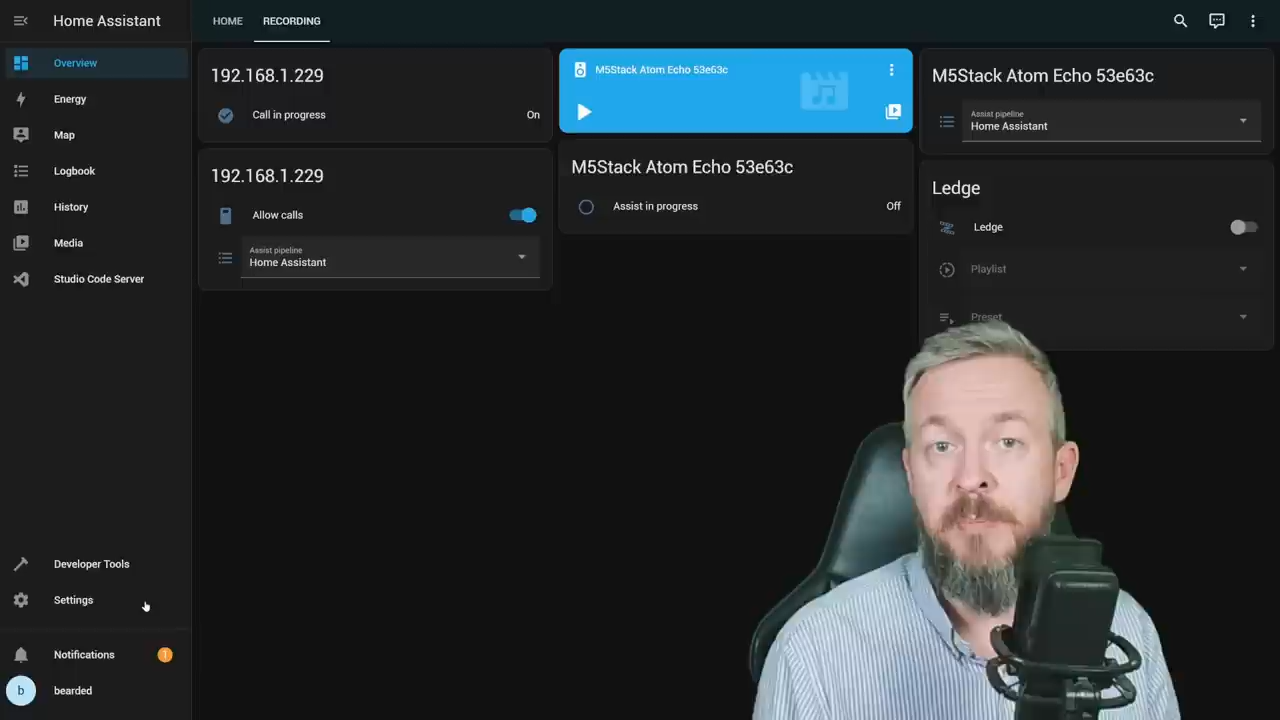 Home Assistant
Overview
Energy
Map
Logbook
History
Media
Studio Code Server
Developer Tools
Settings
Notifications
1
b
bearded
HOME
RECORDING
192.168.1.229
Call in progress
On
192.168.1.229
Allow calls
Assist pipeline
Home Assistant
M5Stack Atom Echo 53e63c
M5Stack Atom Echo 53e63c
Assist in progress
Off
M5Stack Atom Echo 53e63c
Assist pipeline
Home Assistant
Ledge
Ledge
Playlist
Preset